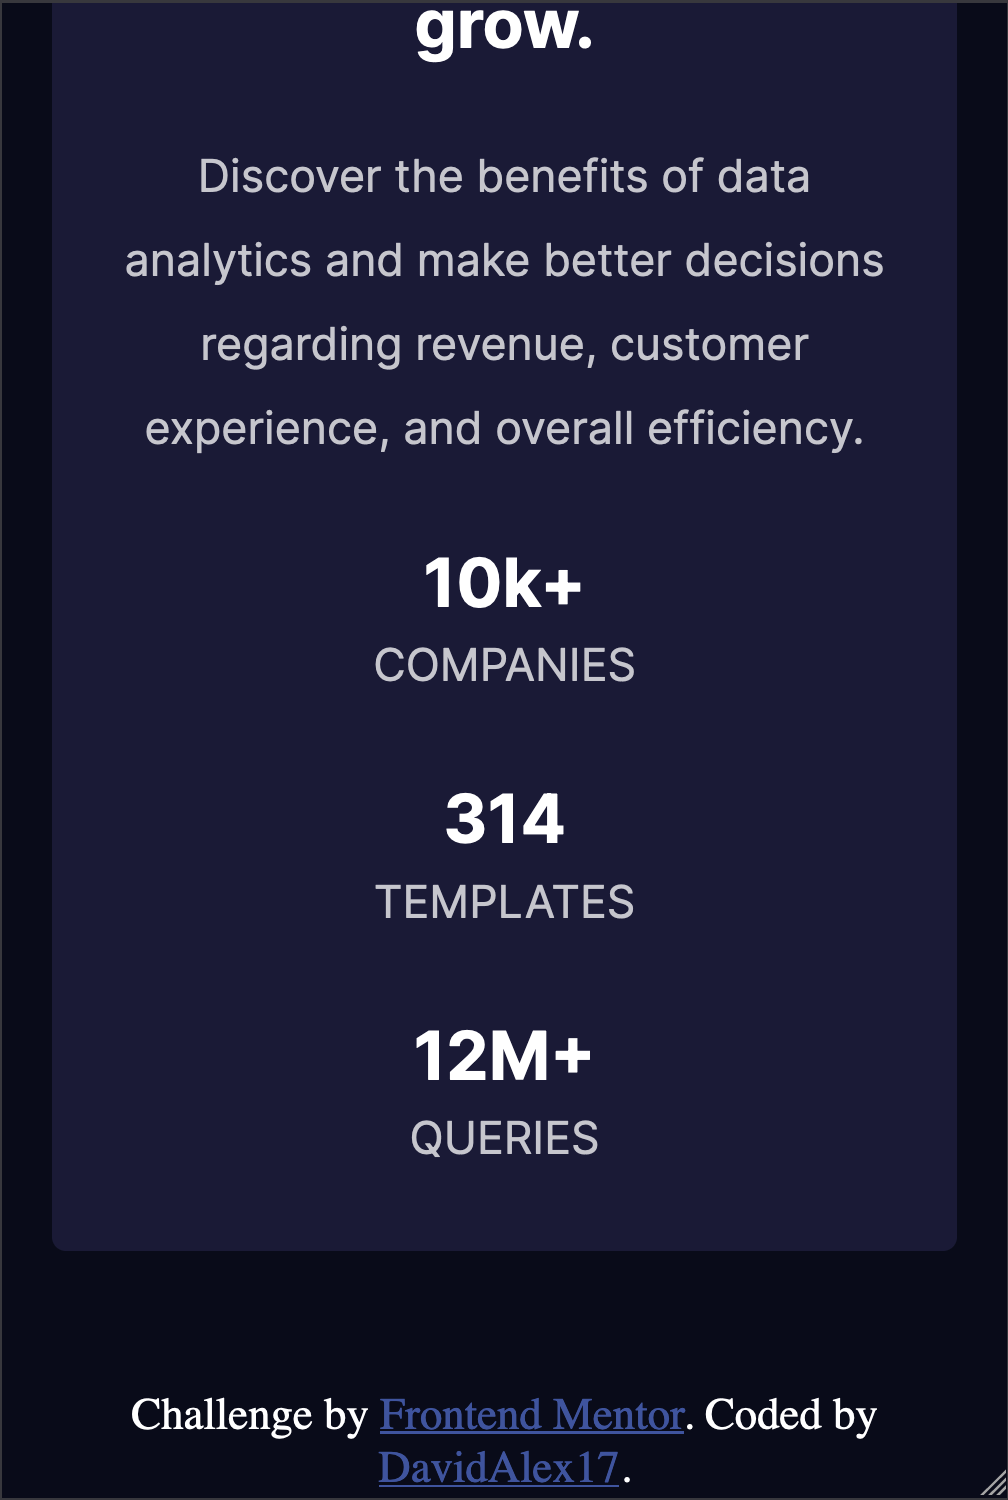 grow.
Discover the benefits of data
analytics and make better decisions
regarding revenue, customer
experience, and overall efficiency.
10k+
COMPANIES
314
TEMPLATES
12M+
QUERIES
Challenge by Frontend Mentor. Coded by
DavidAlex17.